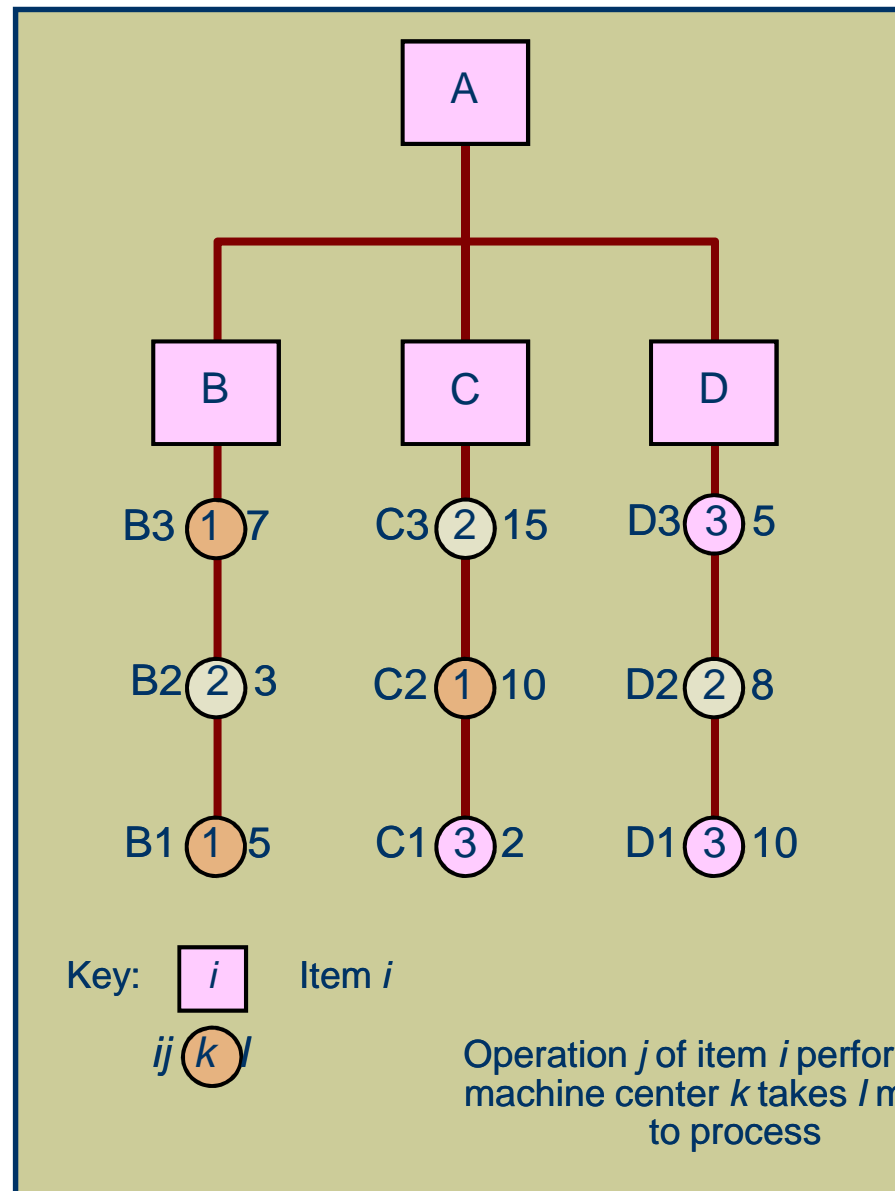 A
B C D
B3 1 7 C3 2 15 D3 3 5
B2 2 3 C2 1 10 D2 2 8
B1 1 5 C1 3 2 D1 3 10
Key: i Item i
ij k l
Operation j of item i
machine center k takes l
to process